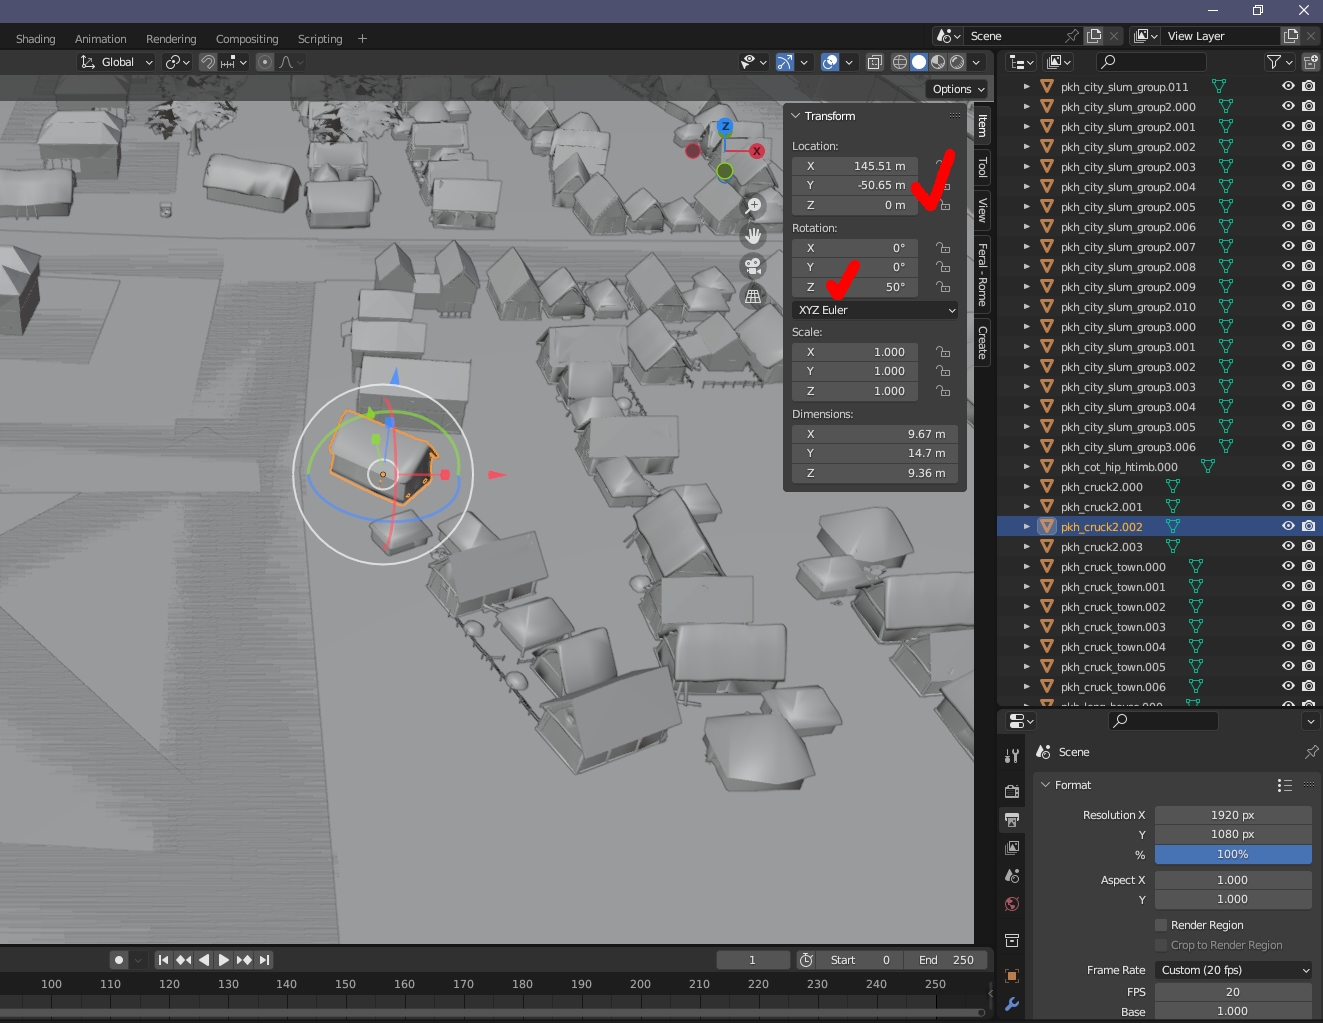 Shading Animation Rendering Compositing Scripting +
Scene
View Layer
Global
Options
Z
X
Transform
Location:
X 145.51 m
Y -50.65 m
Z 0 m
Rotation:
X 0°
Y 0°
Z 50°
XYZ Euler
Scale:
X 1.000
Y 1.000
Z 1.000
Dimensions:
X 9.67 m
Y 14.7 m
Z 9.36 m
Item
Tool
View
Feral - Rome
Create
pkh_city_slum_group.011
pkh_city_slum_group2.000
pkh_city_slum_group2.001
pkh_city_slum_group2.002
pkh_city_slum_group2.003
pkh_city_slum_group2.004
pkh_city_slum_group2.005
pkh_city_slum_group2.006
pkh_city_slum_group2.007
pkh_city_slum_group2.008
pkh_city_slum_group2.009
pkh_city_slum_group2.010
pkh_city_slum_group3.000
pkh_city_slum_group3.001
pkh_city_slum_group3.002
pkh_city_slum_group3.003
pkh_city_slum_group3.004
pkh_city_slum_group3.005
pkh_city_slum_group3.006
pkh_cot_hip_htimb.000
pkh_cruck2.000
pkh_cruck2.001
pkh_cruck2.002
pkh_cruck2.003
pkh_cruck_town.000
pkh_cruck_town.001
pkh_cruck_town.002
pkh_cruck_town.003
pkh_cruck_town.004
pkh_cruck_town.005
pkh_cruck_town.006
Scene
Format
Resolution X 1920 px
Y 1080 px
% 100%
Aspect X 1.000
Y 1.000
Render Region
Crop to Render Region
Frame Rate Custom (20 fps)
FPS 20
Base 1.000
1
Start 0
End 250
100 110 120 130 140 150 160 170 180 190 200 210 220 230 240 250